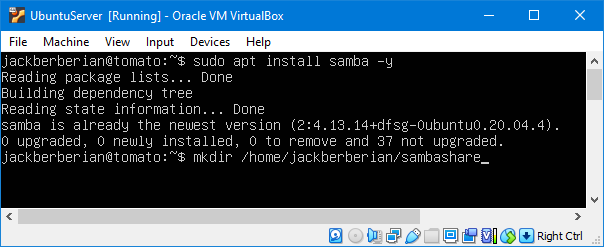 UbuntuServer [Running] - Oracle VM VirtualBox
File Machine View Input Devices Help
jackberberian@tomato:~$ sudo apt install samba -y
Reading package lists... Done
Building dependency tree
Reading state information... Done
samba is already the newest version (2:4.13.14+dfsg-0ubuntu0.20.04.4).
0 upgraded, 0 newly installed, 0 to remove and 37 not upgraded.
jackberberian@tomato:~$ mkdir /home/jackberberian/sambashare_
Right Ctrl